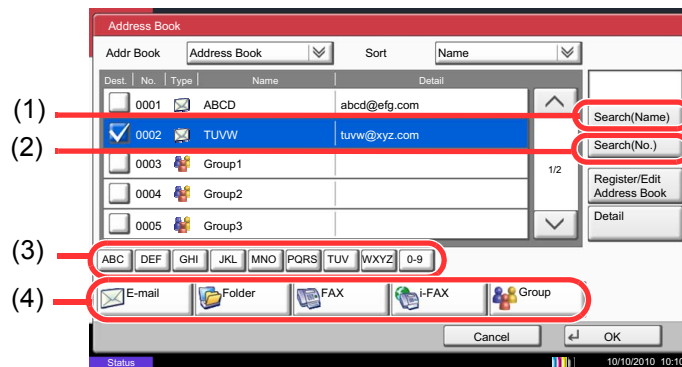 Address Book
Addr Book Address Book Sort Name
Dest. No. Type Name Detail
0001 ABCD abcd@efg.com
(1) Search(Name)
0002 TUVW tuvw@xyz.com
(2) Search(No.)
0003 Group1 1/2
Register/Edit
Address Book
0004 Group2
0005 Group3 Detail
(3) ABC DEF GHI JKL MNO PQRS TUV WXYZ 0-9
(4) E-mail Folder FAX i-FAX Group
Cancel OK
Status 10/10/2010 10:10